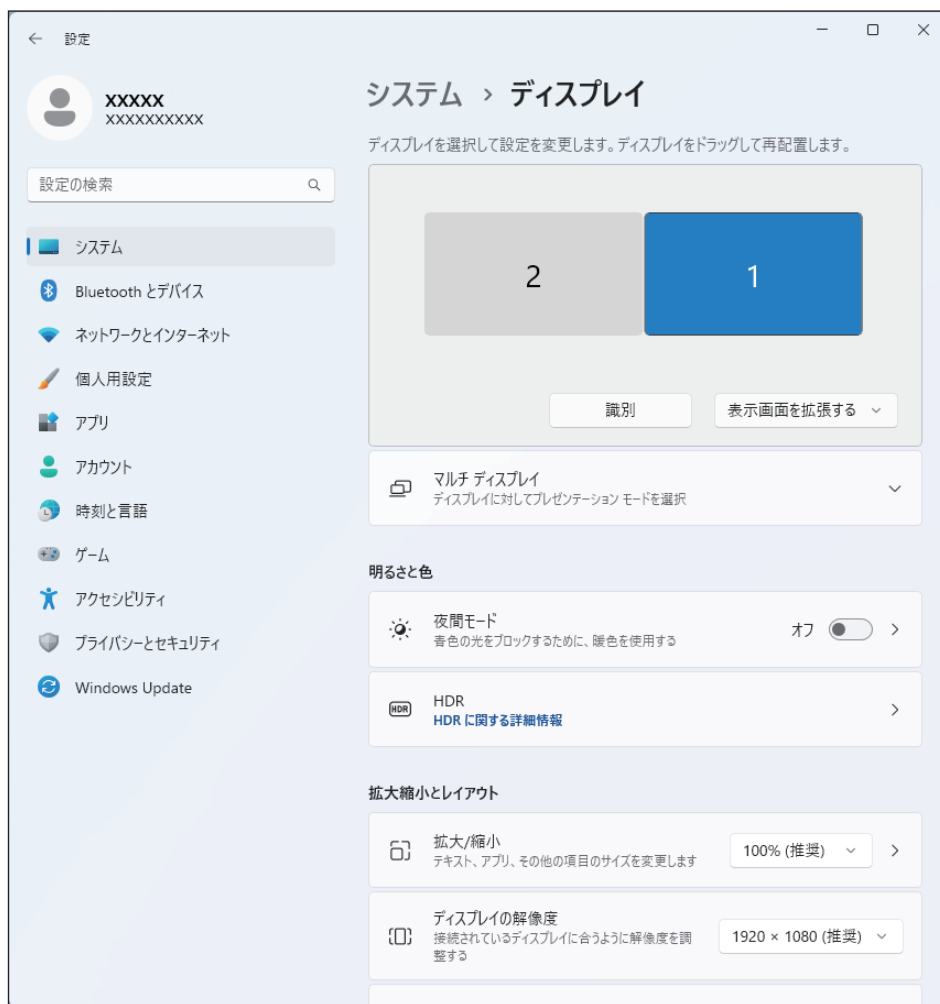 設定
XXXXX
XXXXXXXXXX
設定の検索
システム
Bluetooth とデバイス
ネットワークとインターネット
個人用設定
アプリ
アカウント
時刻と言語
ゲーム
アクセシビリティ
プライバシーとセキュリティ
Windows Update
システム › ディスプレイ
ディスプレイを選択して設定を変更します。ディスプレイをドラッグして再配置します。
2
1
識別
表示画面を拡張する
マルチ ディスプレイ
ディスプレイに対してプレゼンテーション モードを選択
明るさと色
夜間モード
青色の光をブロックするために、暖色を使用する
オフ
HDR
HDR
HDR に関する詳細情報
拡大縮小とレイアウト
拡大/縮小
テキスト、アプリ、その他の項目のサイズを変更します
100% (推奨)
ディスプレイの解像度
接続されているディスプレイに合うように解像度を調
整する
1920 × 1080 (推奨)